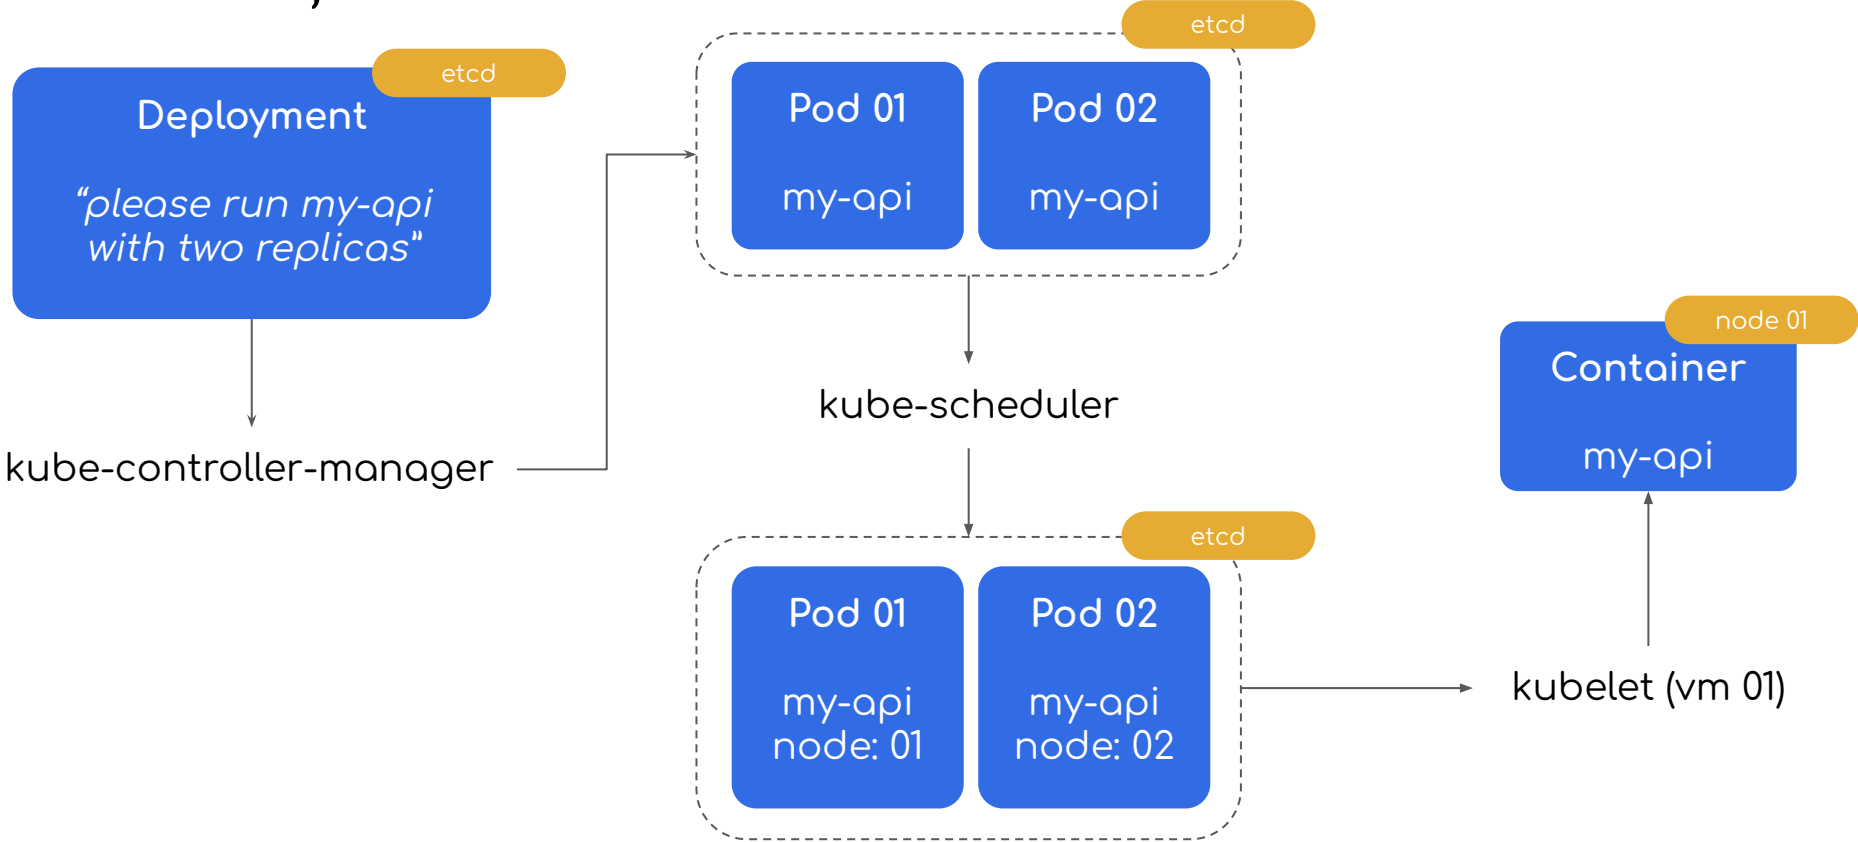 etcd
Deployment
“please run my-api
with two replicas”
kube-controller-manager
etcd
Pod 01
my-api
Pod 02
my-api
kube-scheduler
etcd
Pod 01
my-api
node: 01
Pod 02
my-api
node: 02
kubelet (vm 01)
node 01
Container
my-api